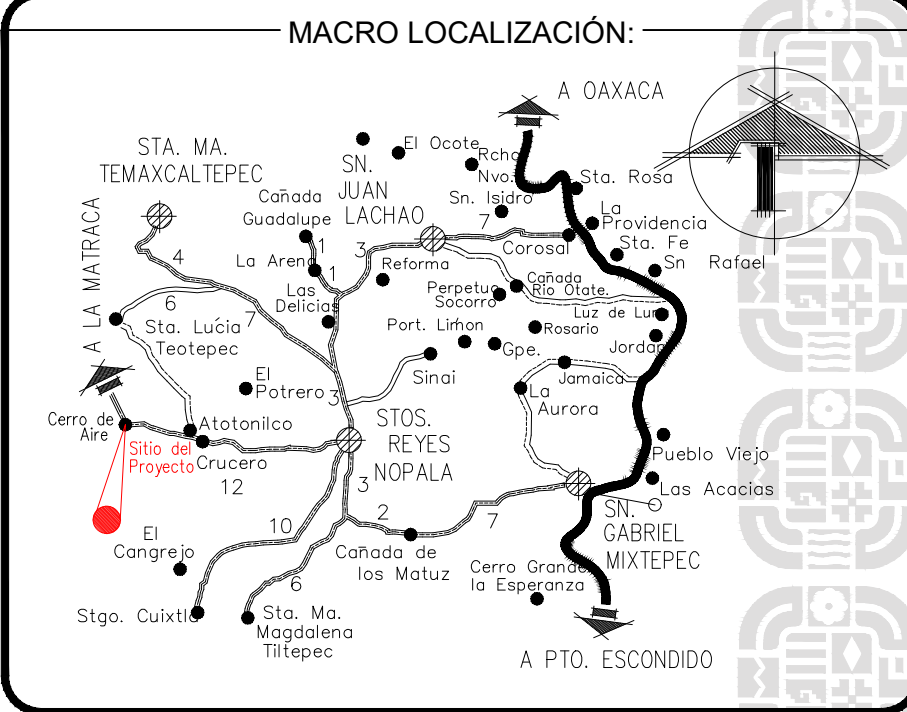 MACRO LOCALIZACIÓN:
A OAXACA
STA. MA.
TEMAXCALTEPEC
El Ocote
SN.
JUAN
LACHAO
Rcho
Nvo.
Sn. Isidro
Sta. Rosa
Cañada
Guadalupe
La
Providencia
7
Corosal
Sta. Fe
Sn Rafael
A LA MATRACA
4
1
3
La Arena
Reforma
1
Las
Delicias
Perpetuo
Socorro
Cañada
Rio Otate.
6
7
Sta. Lucía
Teotepec
Port. Limon
Rosario
Luz de Luna
Gpe.
Jordan
Sinai
Jamaica
El
Potrero
3
La
Aurora
Cerro de
Aire
Atotonilco
STOS.
REYES
NOPALA
Sitio del
Proyecto
Crucero
12
Pueblo Viejo
3
Las Acacias
10
2
7
SN.
GABRIEL
MIXTEPEC
El
Cangrejo
Cañada de
los Matuz
6
Cerro Grande
la Esperanza
Stgo. Cuixtla
Sta. Ma.
Magdalena
Tiltepec
A PTO. ESCONDIDO